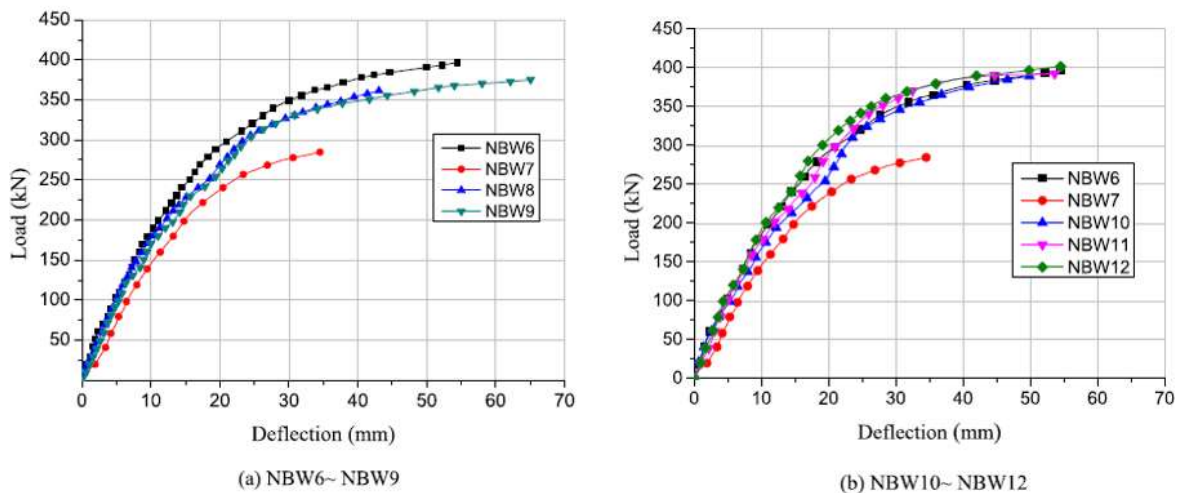 450
400
350
300
250
200
150
100
50
Load (kN)
NBW6
NBW7
NBW8
NBW9
0 10 20 30 40 50 60 70
Deflection (mm)
(a) NBW6~ NBW9
450
400
350
300
250
200
150
100
50
0
Load (kN)
NBW6
NBW7
NBW10
NBW11
NBW12
0 10 20 30 40 50 60 70
Deflection (mm)
(b) NBW10~ NBW12